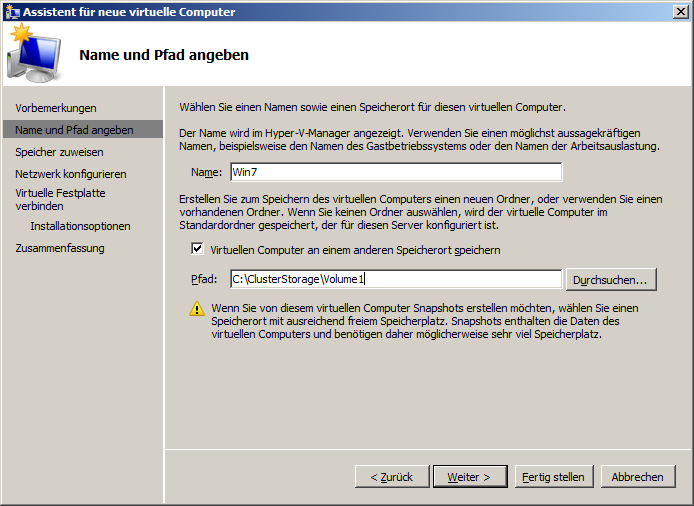 Assistent für neue virtuelle Computer
Name und Pfad angeben
Vorbemerkungen
Name und Pfad angeben
Speicher zuweisen
Netzwerk konfigurieren
Virtuelle Festplatte
verbinden
Installationsoptionen
Zusammenfassung
Wählen Sie einen Namen sowie einen Speicherort für diesen virtuellen Computer.
Der Name wird im Hyper-V-Manager angezeigt. Verwenden Sie einen möglichst aussagekräftigen
Namen, beispielsweise den Namen des Gastbetriebssystems oder den Namen der Arbeitsauslastung.
Name: Win7
Erstellen Sie zum Speichern des virtuellen Computers einen neuen Ordner, oder verwenden Sie einen
vorhandenen Ordner. Wenn Sie keinen Ordner auswählen, wird der virtuelle Computer im
Standardordner gespeichert, der für diesen Server konfiguriert ist.
Virtuellen Computer an einem anderen Speicherort speichern
Pfad: C:\ClusterStorage\Volume1 Durchsuchen...
Wenn Sie von diesem virtuellen Computer Snapshots erstellen möchten, wählen Sie einen
Speicherort mit ausreichend freiem Speicherplatz. Snapshots enthalten die Daten des
virtuellen Computers und benötigen daher möglicherweise sehr viel Speicherplatz.
< Zurück Weiter > Fertig stellen Abbrechen